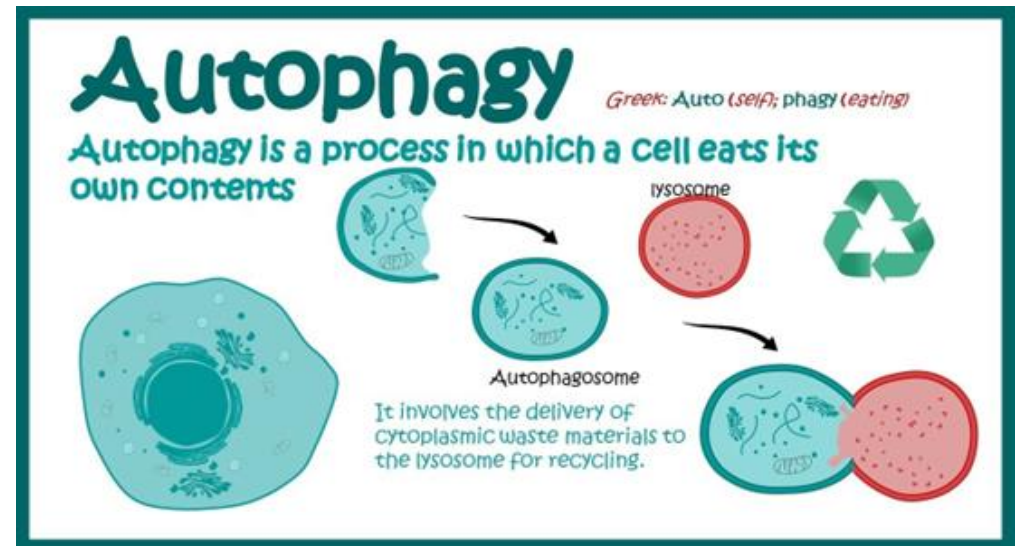 Autophagy
Greek: Auto (self); phagy (eating)
Autophagy is a process in which a cell eats its
own contents
lysosome
Autophagosome
It involves the delivery of
cytoplasmic waste materials to
the lysosome for recycling.